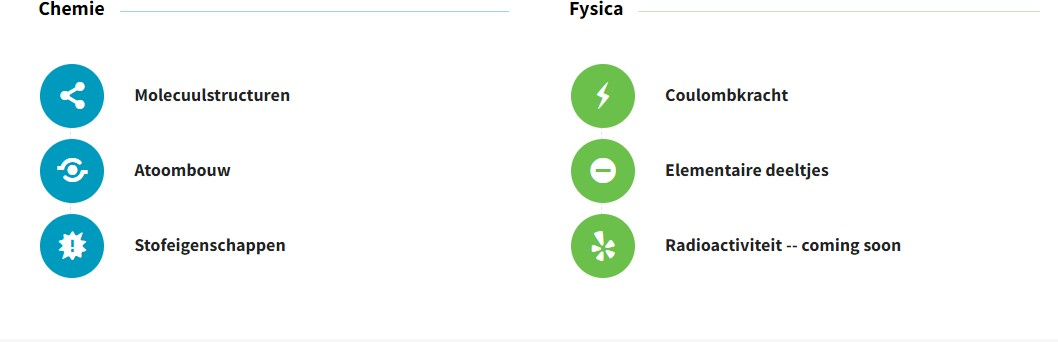 Chemie
Molecuulstructuren
Atoombouw
Stofeigenschappen
Fysica
Coulombkracht
Elementaire deeltjes
Radioactiviteit -- coming soon